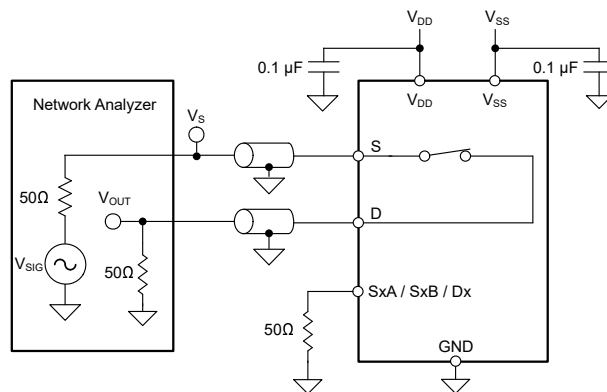 V_DD V_SS
0.1 µF 0.1 µF
V_DD V_SS
Network Analyzer
V_S
S
50Ω
V_OUT
D
V_SIG
50Ω
SxA / SxB / Dx
50Ω
GND